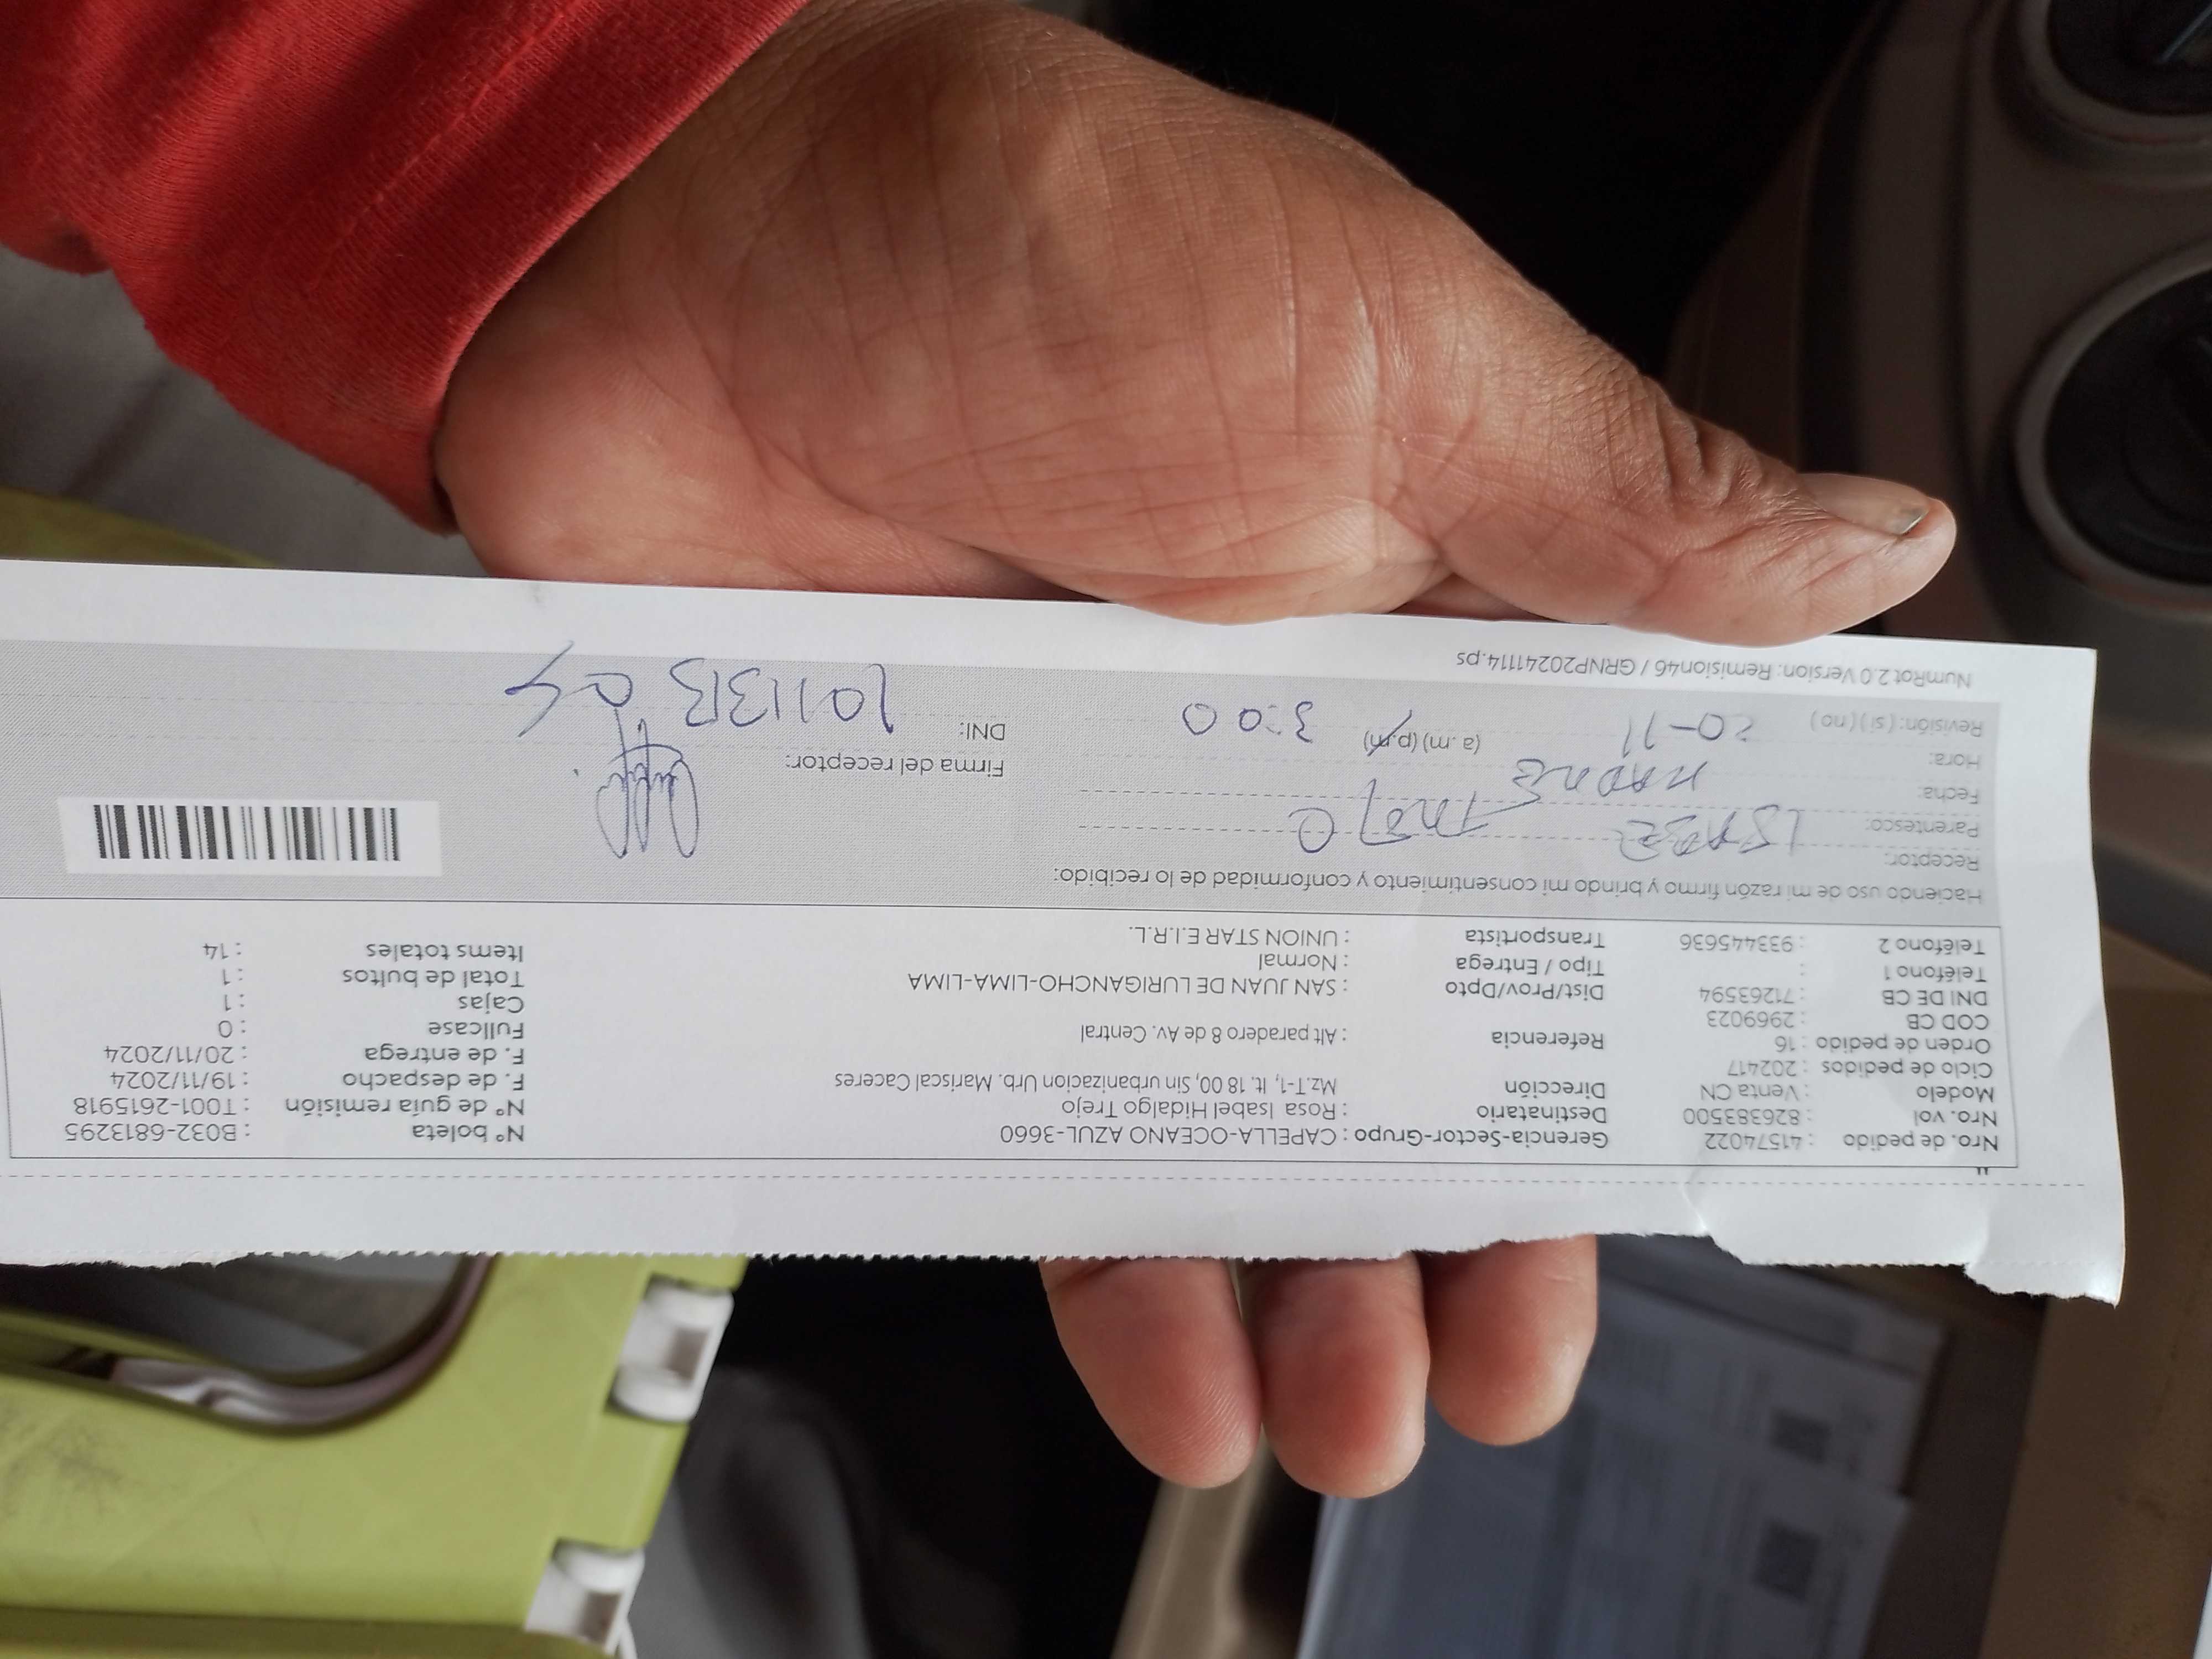 Nro. de pedido : 41574022 Gerencia-Sector-Grupo : CAPELLA-OCEANO AZUL-3660 N° boleta : B032-6813295
Nro. vol : 826383500 Destinatario : Rosa Isabel Hidalgo Trejo N° de guía remisión : T001-2615918
Modelo : Venta CN Dirección Mz.T-1, lt. 18 00, Sin urbanizacion Urb. Mariscal Caceres F. de despacho : 19/11/2024
Ciclo de pedidos : 202417 F. de entrega : 20/11/2024
Orden de pedido : 16 Referencia : Alt paradero 8 de Av. Central Fullcase : 0
COD CB : 2969023 Cajas : 1
DNI DE CB : 71263594 Dist/Prov/Dpto : SAN JUAN DE LURIGANCHO-LIMA-LIMA Total de bultos : 1
Teléfono 1 : Tipo / Entrega : Normal Items totales : 14
Teléfono 2 : 933445636 Transportista : UNION STAR E.I.R.L.
Haciendo uso de mi razón firmo y brindo mi consentimiento y conformidad de lo recibido:
Receptor:
Parentesco:
Fecha: MADRE
Hora: Firma del receptor:
Revisión: ( si ) ( no ) 20-11 (a.m) (p.m) 3:00 DNI:
NumRot 2.0 Version: Remision46 / GRNP20241114.ps